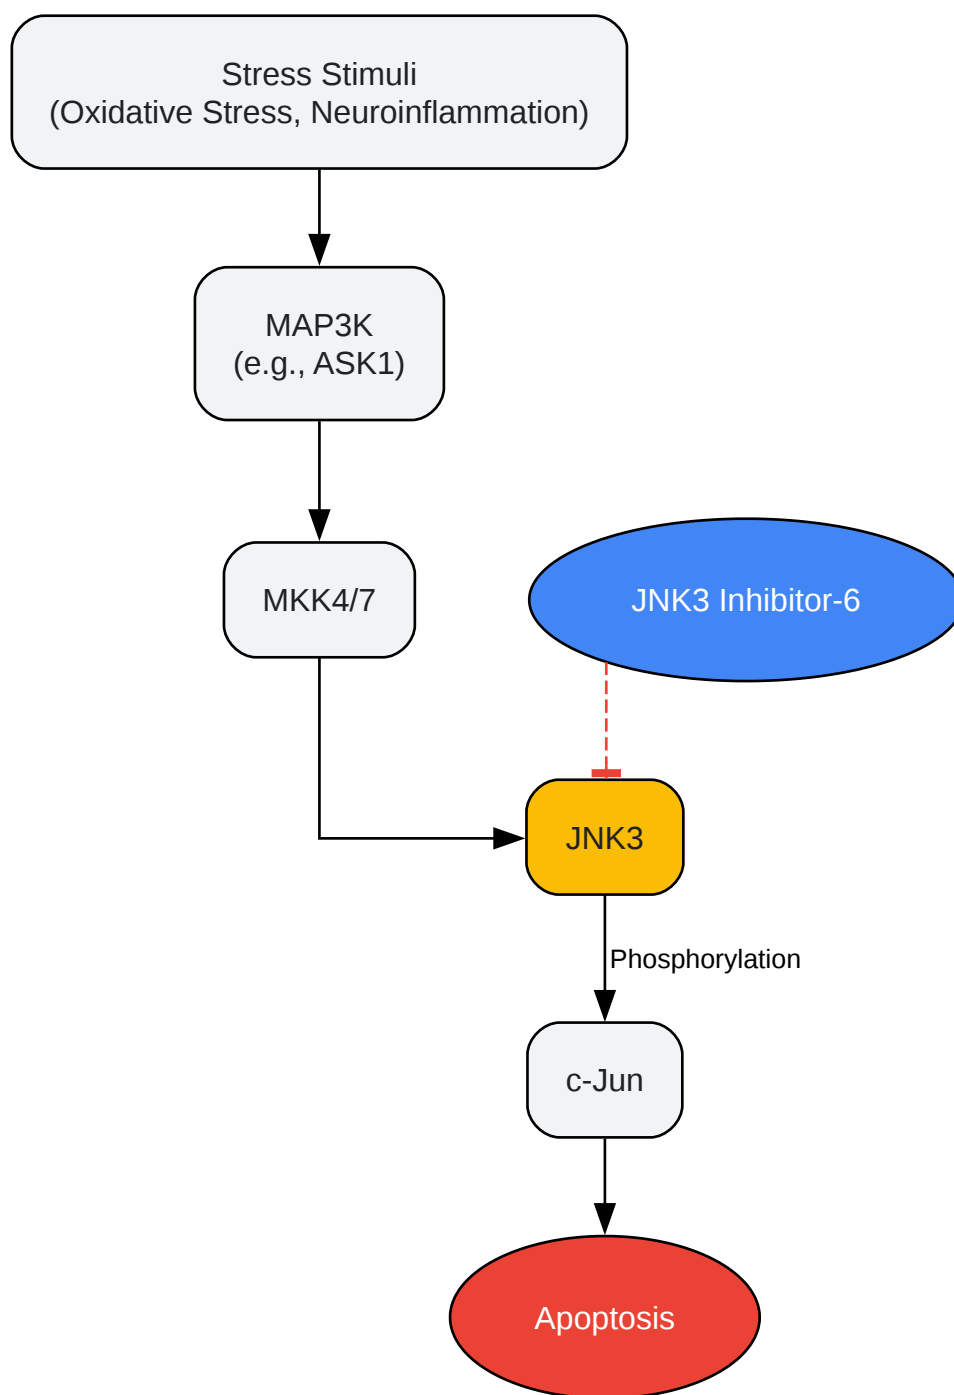 Stress Stimuli
(Oxidative Stress, Neuroinflammation)
MAP3K
(e.g., ASK1)
MKK4/7
JNK3 Inhibitor-6
JNK3
Phosphorylation
c-Jun
Apoptosis